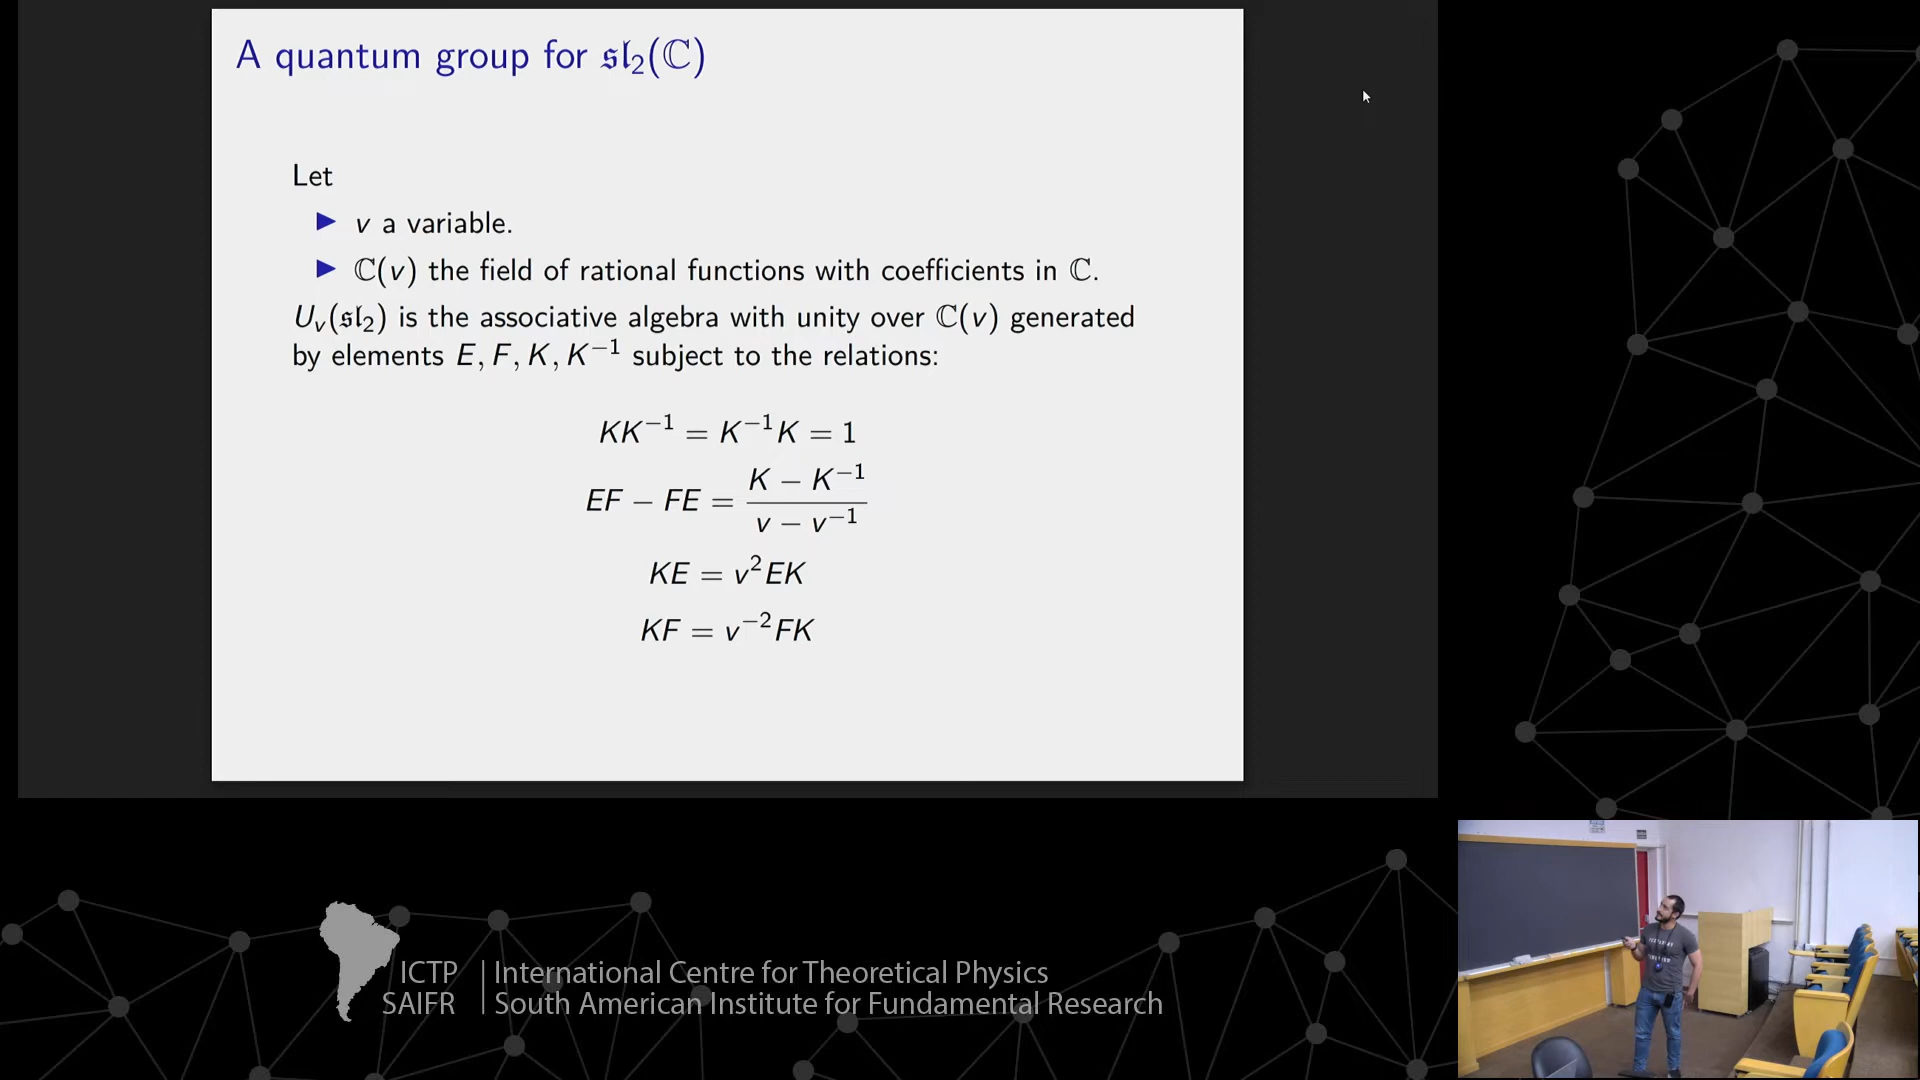 A quantum group for 𝔰𝔩₂(ℂ)
Let
▶ v a variable.
▶ ℂ(v) the field of rational functions with coefficients in ℂ.
Uᵥ(𝔰𝔩₂) is the associative algebra with unity over ℂ(v) generated
by elements E, F, K, K⁻¹ subject to the relations:
KK⁻¹ = K⁻¹K = 1
EF − FE = (K − K⁻¹)/(v − v⁻¹)
KE = v²EK
KF = v⁻²FK
ICTP | International Centre for Theoretical Physics
SAIFR | South American Institute for Fundamental Research